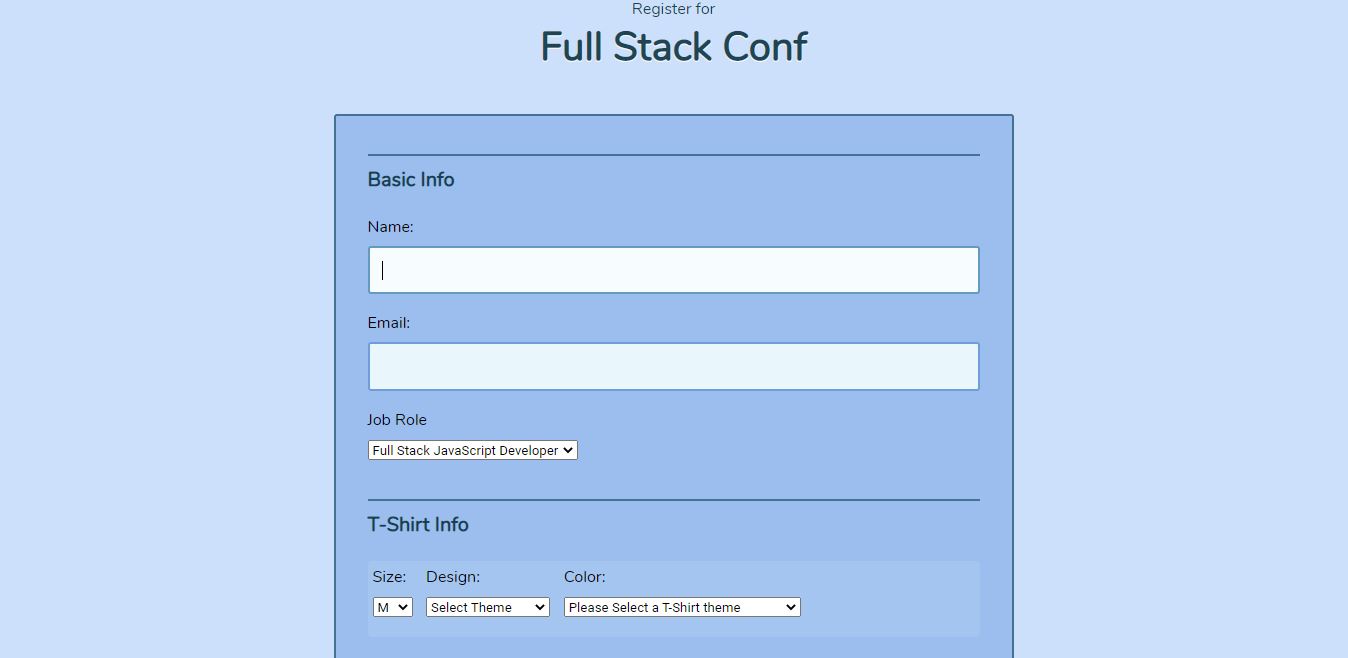 Register for
Full Stack Conf
Basic Info
Name:
Email:
Job Role
Full Stack JavaScript Developer
T-Shirt Info
Size: Design: Color:
M Select Theme Please Select a T-Shirt theme